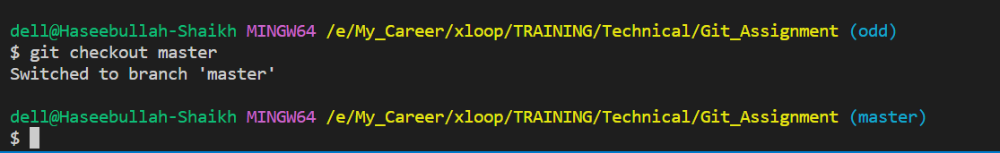 dell@Haseebullah-Shaikh MINGW64 /e/My_Career/xloop/TRAINING/Technical/Git_Assignment (odd)
$ git checkout master
Switched to branch 'master'
dell@Haseebullah-Shaikh MINGW64 /e/My_Career/xloop/TRAINING/Technical/Git_Assignment (master)
$